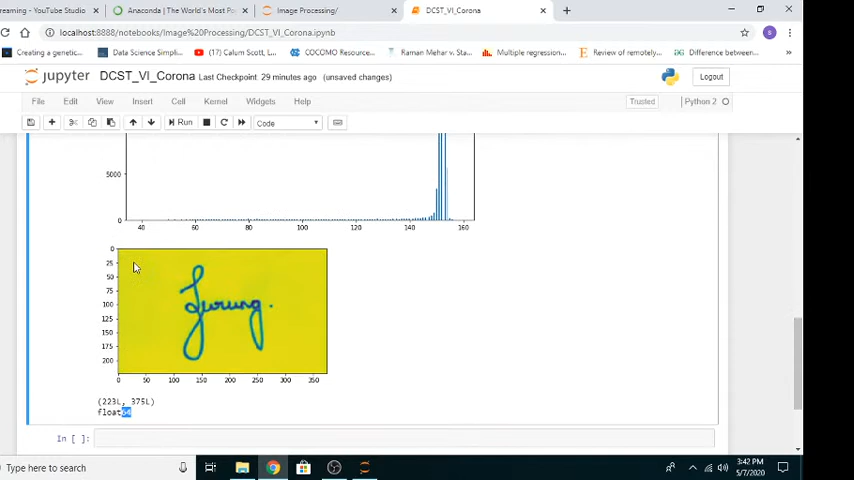 reaming - YouTube Studio
Anaconda | The World's Most Po
Image Processing/
DCST_VI_Corona
localhost:8888/notebooks/Image%20Processing/DCST_VI_Corona.ipynb
Creating a genetic...
Data Science Simpli...
(47) Calum Scott, L...
COCOMO Resource...
Raman Mehar v. Sta...
Multiple regression...
Review of remotely...
Difference between...
jupyter DCST_VI_Corona Last Checkpoint 29 minutes ago (unsaved changes)
Logout
File Edit View Insert Cell Kernel Widgets Help
Trusted Python 2
Run Code
5000
0
40 60 80 100 120 140 160
0
25
50
75
100
125
150
175
200
Gurung.
0 50 100 150 200 250 300 350
(223L, 375L)
float64
In [ ]:
Type here to search
3:42 PM
5/7/2020